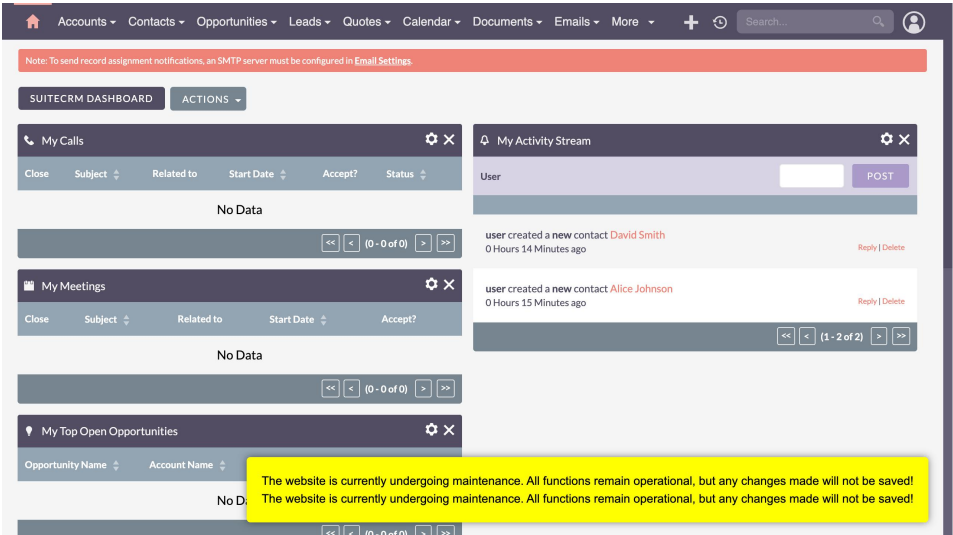 Accounts Contacts Opportunities Leads Quotes Calendar Documents Emails More Search...
Note: To send record assignment notifications, an SMTP server must be configured in Email Settings.
SUITECRM DASHBOARD ACTIONS
My Calls
Close Subject Related to Start Date Accept? Status
No Data
<< < (0 - 0 of 0) > >>
My Meetings
Close Subject Related to Start Date Accept?
No Data
<< < (0 - 0 of 0) > >>
My Top Open Opportunities
Opportunity Name Account Name
No D
<< < (0 - 0 of 0) > >>
My Activity Stream
User POST
user created a new contact David Smith
0 Hours 14 Minutes ago Reply | Delete
user created a new contact Alice Johnson
0 Hours 15 Minutes ago Reply | Delete
<< < (1 - 2 of 2) > >>
The website is currently undergoing maintenance. All functions remain operational, but any changes made will not be saved!
The website is currently undergoing maintenance. All functions remain operational, but any changes made will not be saved!